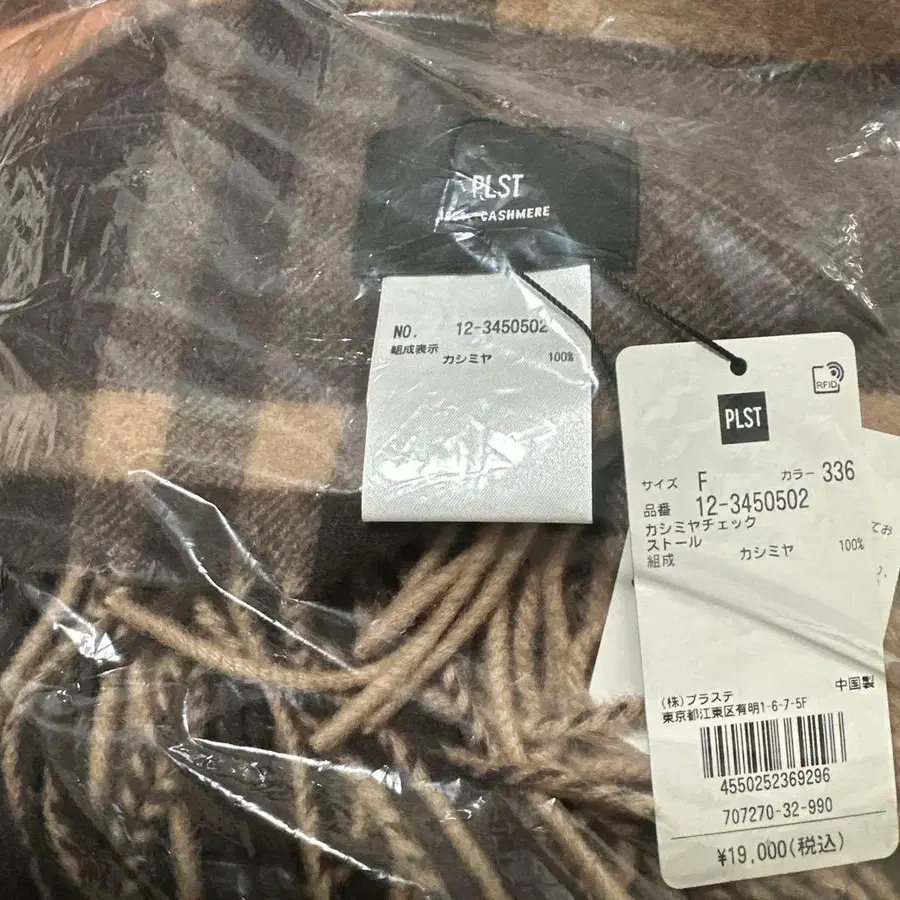 PLST
CASHMERE
NO. 12-3450502
組成表示
カシミヤ 100%
RFID
PLST
サイズ F カラー 336
品番 12-3450502
カシミヤチェック
ストール
組成 カシミヤ 100%
てお
(株)プラステ 中国製
東京都江東区有明1-6-7-5F
4550252369296
707270-32-990
¥19,000(税込)